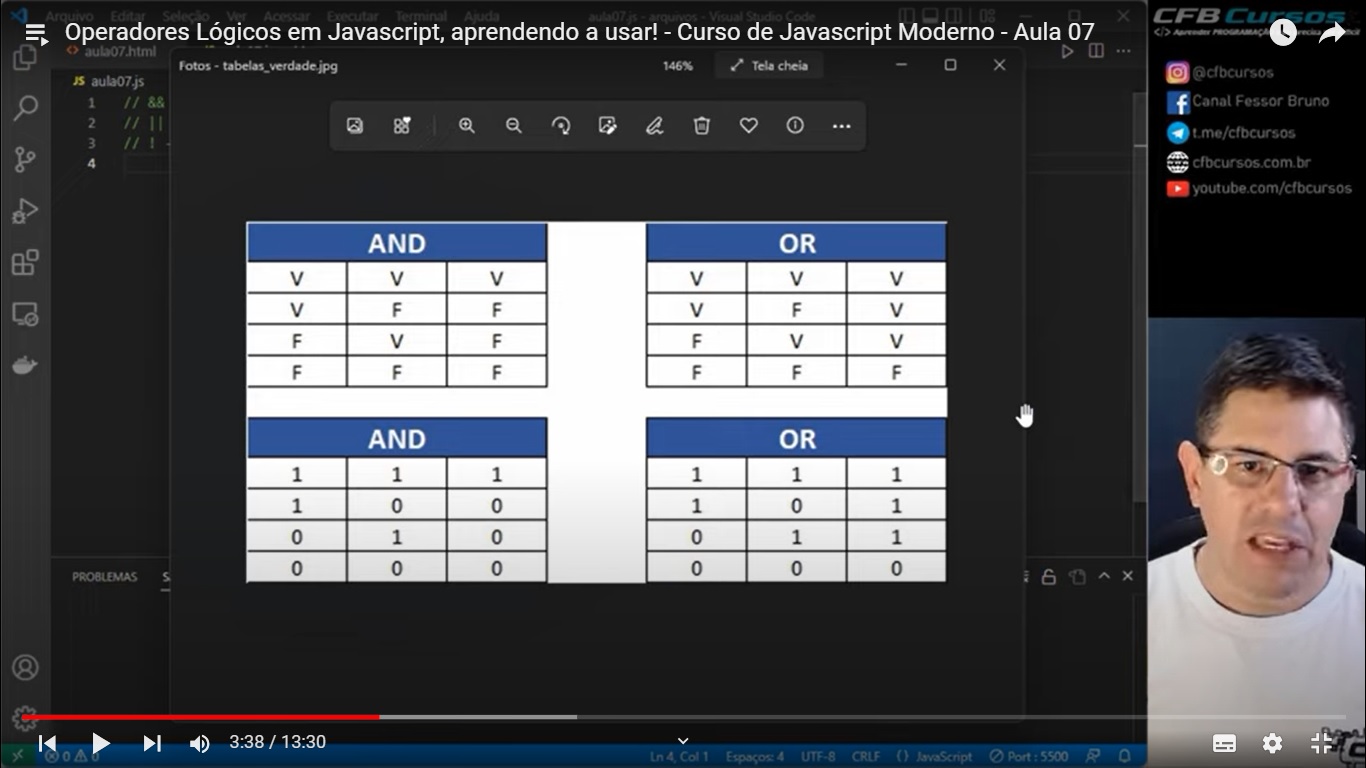 Arquivo Editar Seleção Ver Acessar Executar Terminal Ajuda aula07.js - arquivos - Visual Studio Code
Operadores Lógicos em Javascript, aprendendo a usar! - Curso de Javascript Moderno - Aula 07
CFB Cursos
aula07.html
Fotos - tabelas_verdade.jpg 146% Tela cheia
JS aula07.js
1 // &&
2 // ||
3 // ! -
4
@cfbcursos
Canal Fessor Bruno
t.me/cfbcursos
cfbcursos.com.br
youtube.com/cfbcursos
AND OR
V V V V V V
V F F V F V
F V F F V V
F F F F F F
AND OR
1 1 1 1 1 1
1 0 0 1 0 1
0 1 0 0 1 1
0 0 0 0 0 0
PROBLEMAS S
3:38 / 13:30
0 0 Ln 4, Col 1 Espaços: 4 UTF-8 CRLF {} JavaScript Port : 5500